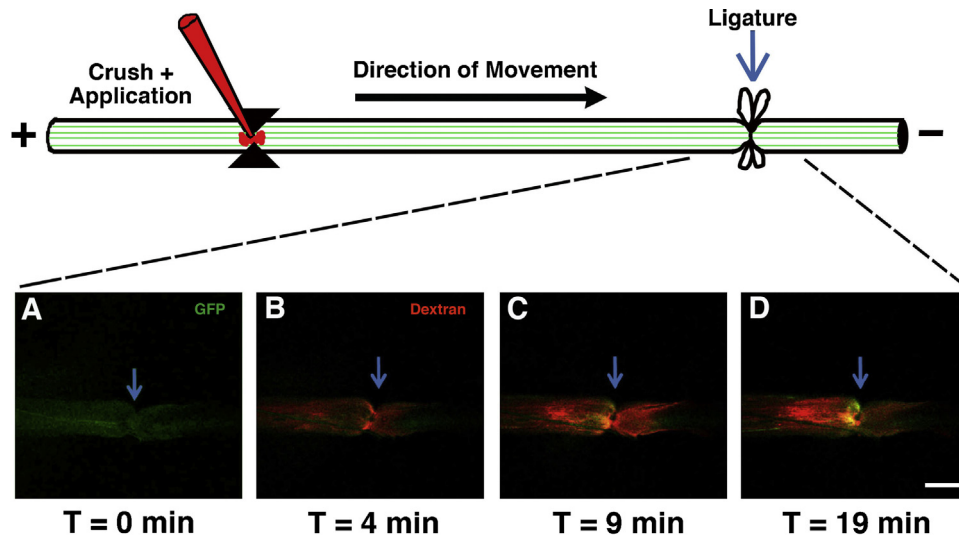 Ligature
Crush +
Application
Direction of Movement
+
−
A
GFP
B
Dextran
C
D
T = 0 min
T = 4 min
T = 9 min
T = 19 min